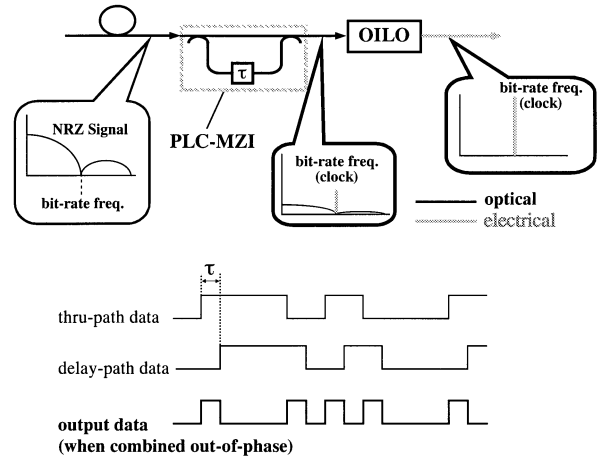 OILO
τ
NRZ Signal
bit-rate freq.
PLC-MZI
bit-rate freq.
(clock)
bit-rate freq.
(clock)
optical
electrical
τ
thru-path data
delay-path data
output data
(when combined out-of-phase)